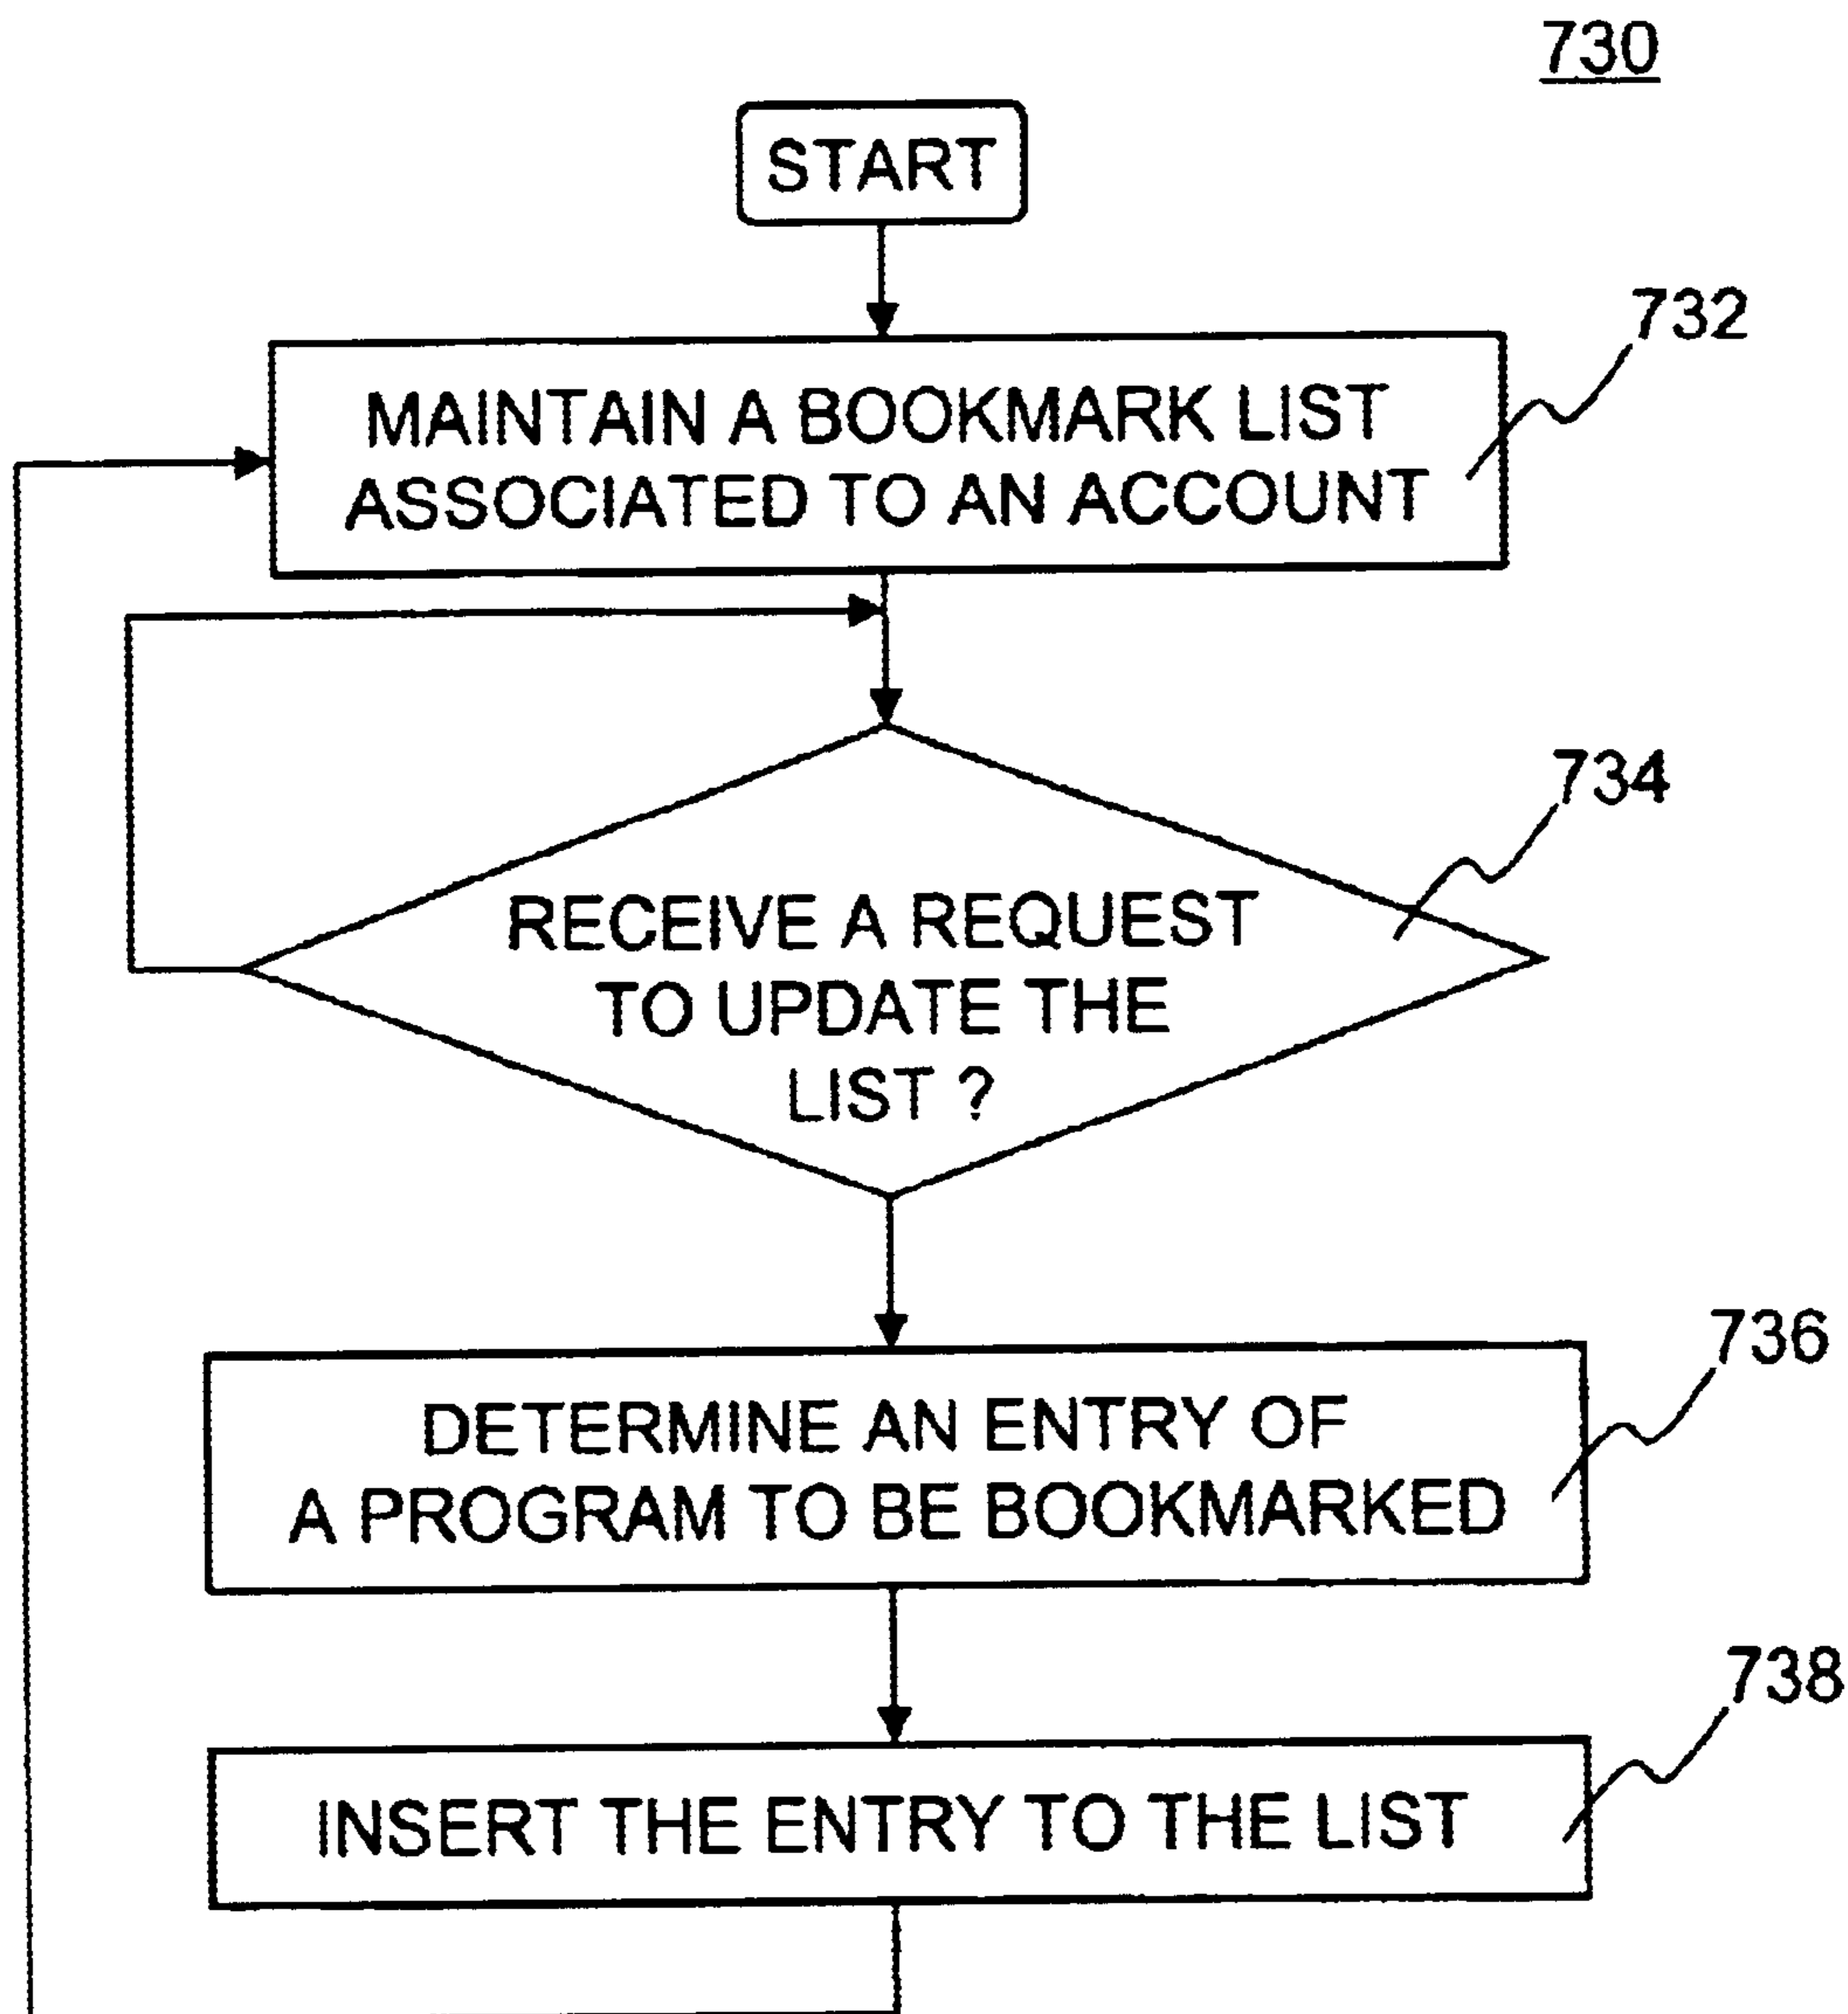 730
START
732
MAINTAIN A BOOKMARK LIST
ASSOCIATED TO AN ACCOUNT
734
RECEIVE A REQUEST
TO UPDATE THE
LIST ?
736
DETERMINE AN ENTRY OF
A PROGRAM TO BE BOOKMARKED
738
INSERT THE ENTRY TO THE LIST